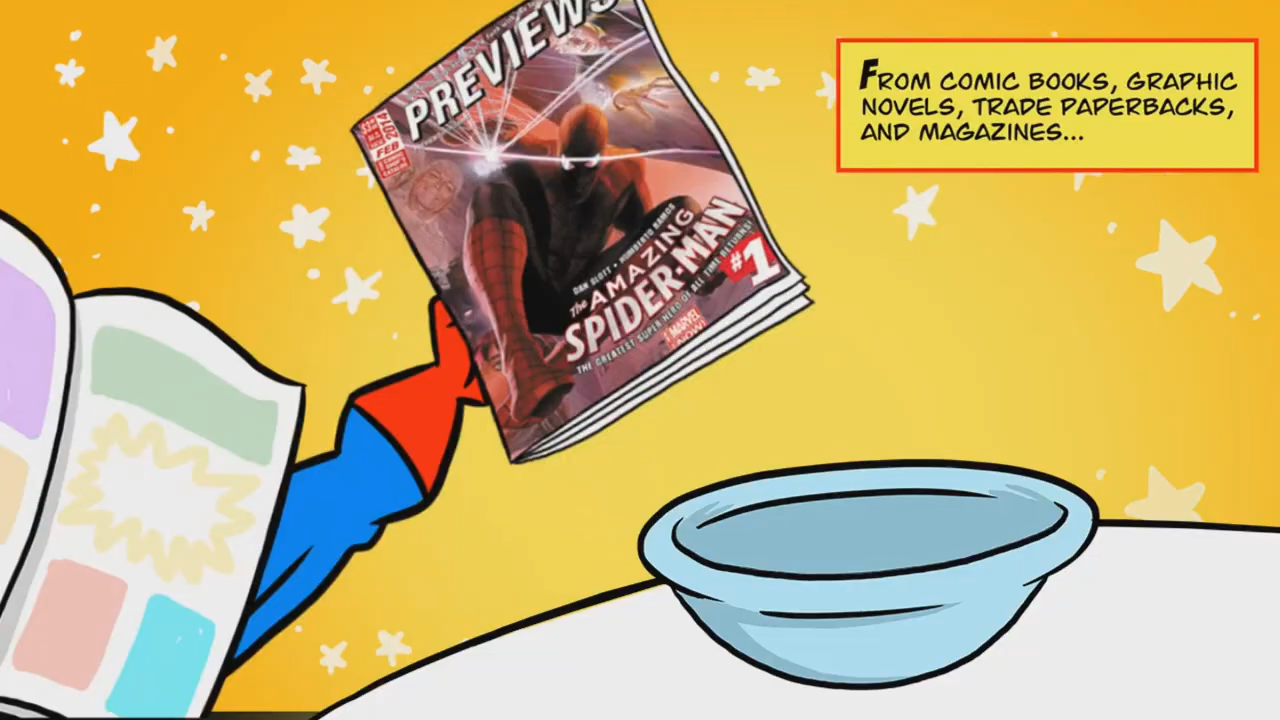 PREVIEWS
FEB
2014
DAN SLOTT • HUMBERTO RAMOS
The AMAZING
SPIDER-MAN
#1
THE GREATEST SUPER HERO OF ALL TIME RETURNS!
MARVEL
FROM COMIC BOOKS, GRAPHIC
NOVELS, TRADE PAPERBACKS,
AND MAGAZINES...